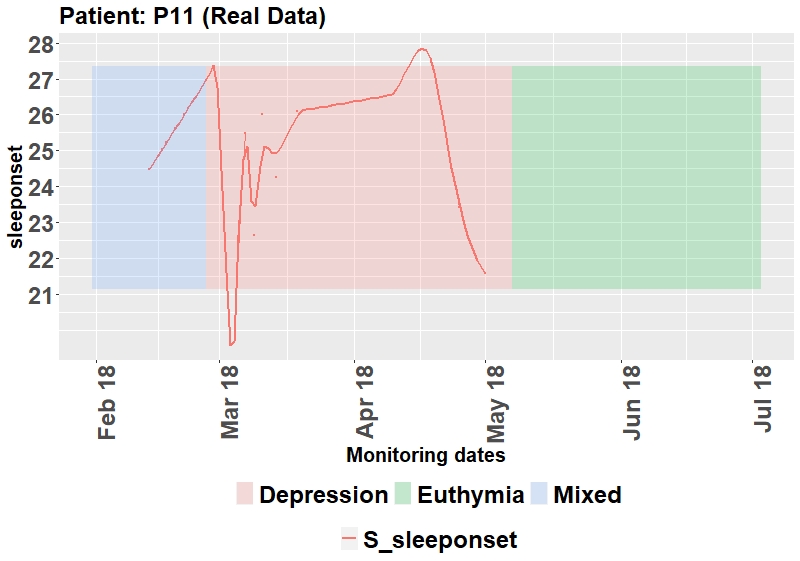 Patient: P11 (Real Data)
sleeponset
28
27
26
25
24
23
22
21
Feb 18
Mar 18
Apr 18
May 18
Jun 18
Jul 18
Monitoring dates
Depression Euthymia Mixed
S_sleeponset